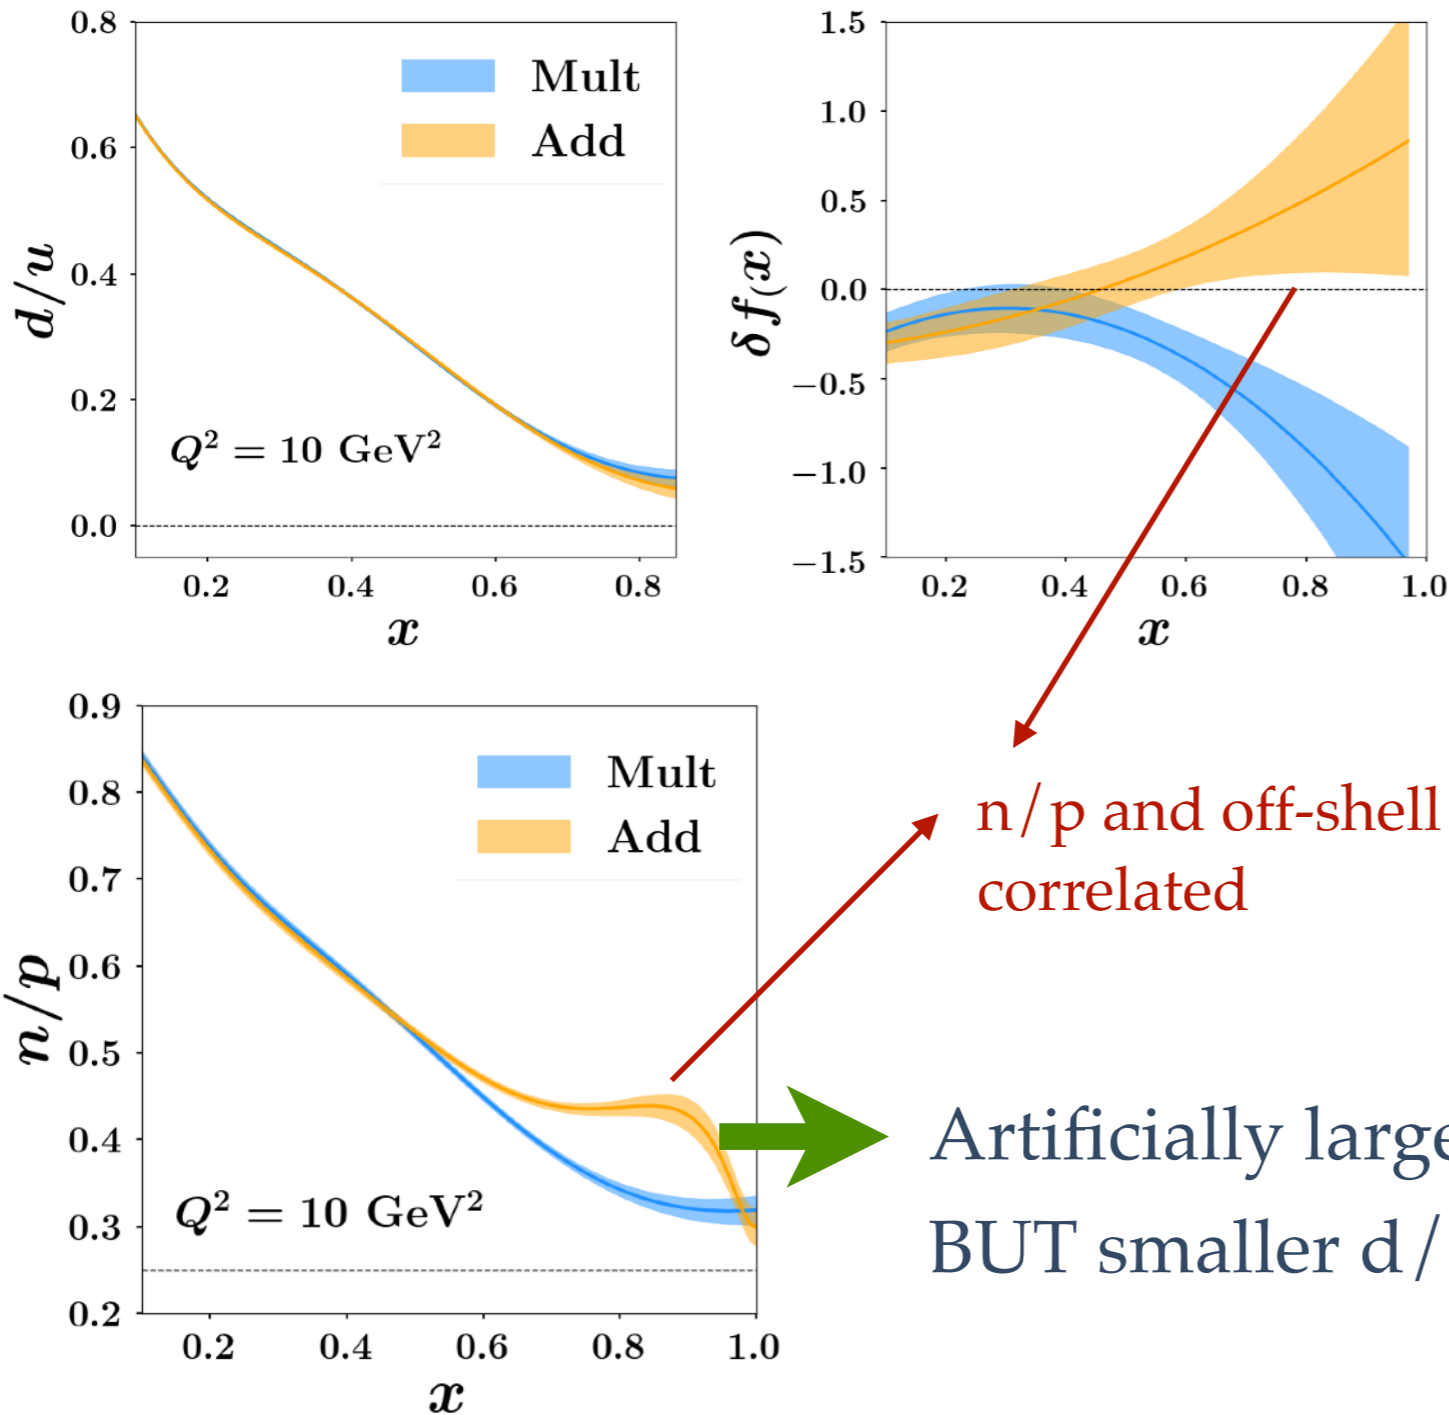 0.8
0.6
0.4
0.2
0.0
d/u
Mult
Add
Q² = 10 GeV²
0.2 0.4 0.6 0.8
x
1.5
1.0
0.5
0.0
−0.5
−1.0
−1.5
δf(x)
0.2 0.4 0.6 0.8 1.0
x
0.9
0.8
0.7
0.6
0.5
0.4
0.3
0.2
n/p
Mult
Add
Q² = 10 GeV²
0.2 0.4 0.6 0.8 1.0
x
n/p and off-shell
correlated
Artificially large
BUT smaller d/